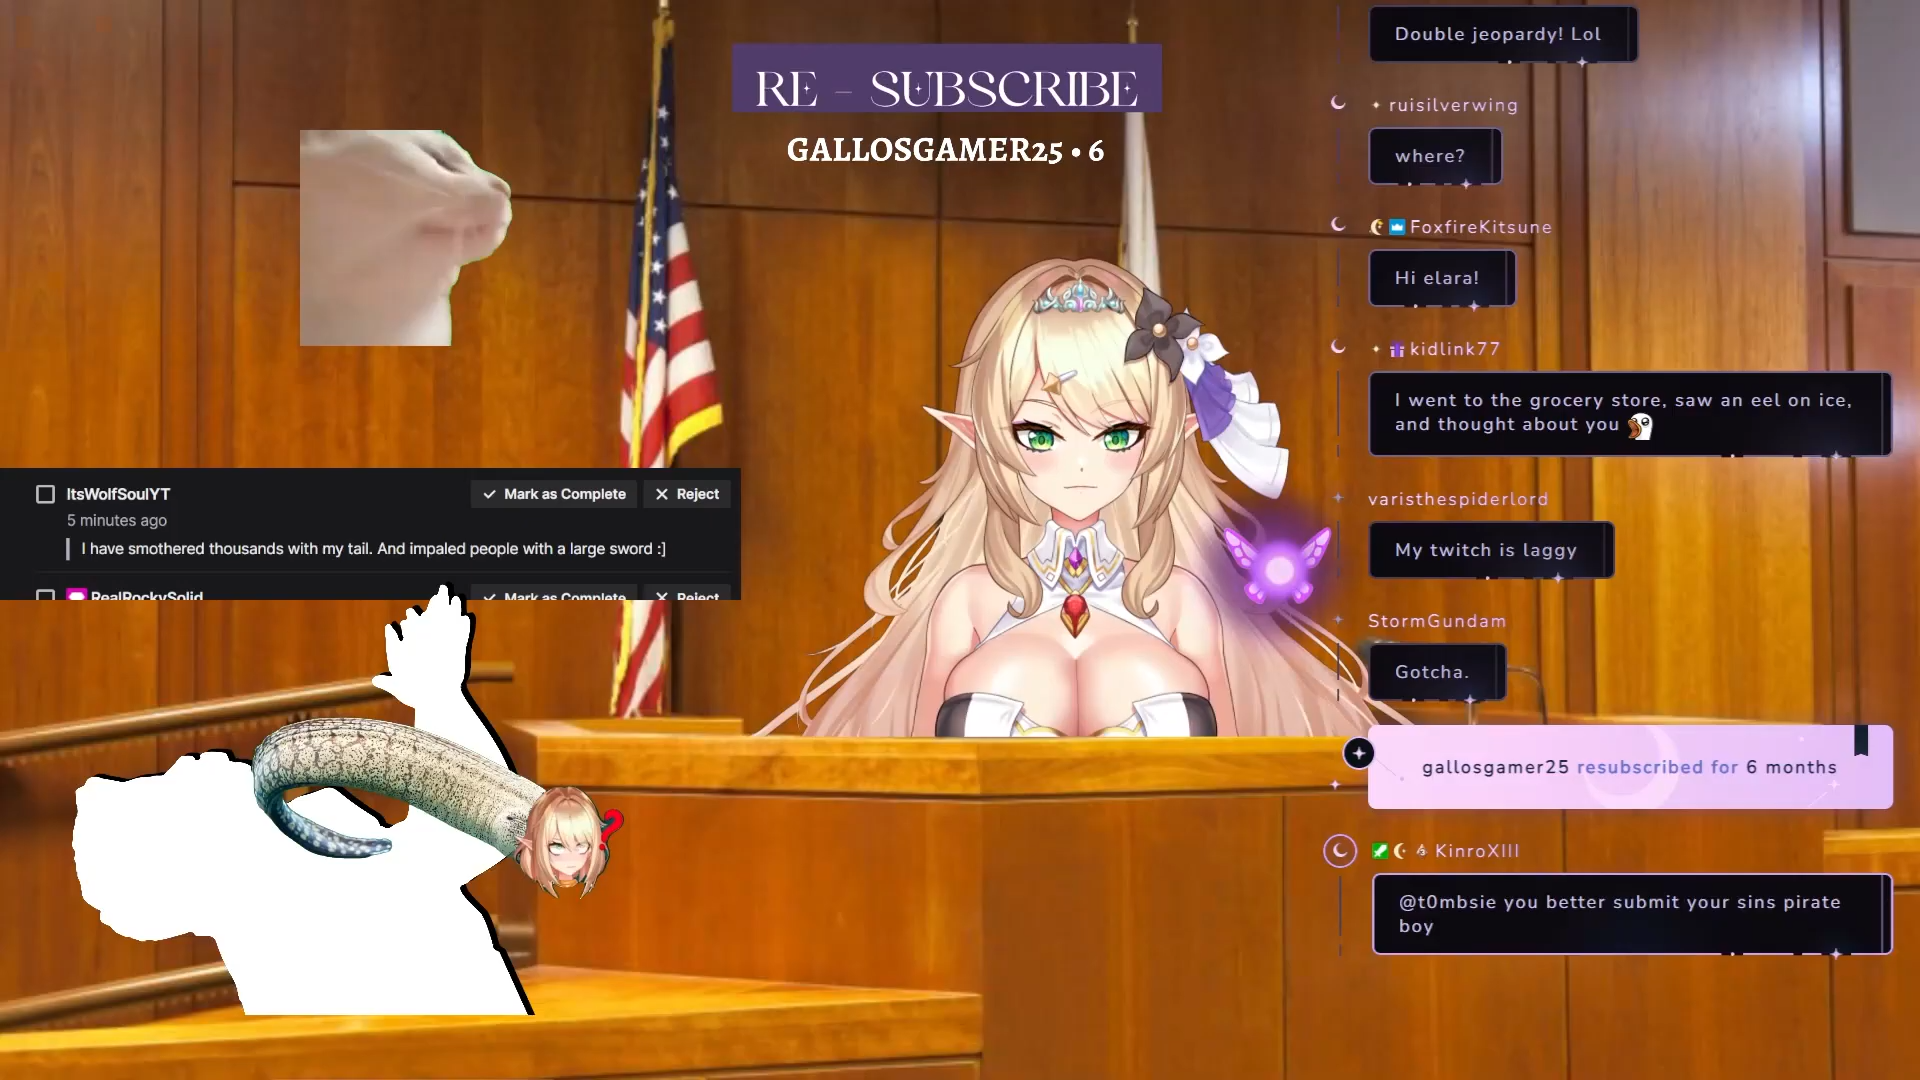 RE - SUBSCRIBE
GALLOSGAMER25 • 6
ItsWolfSoulYT
Mark as Complete
Reject
5 minutes ago
I have smothered thousands with my tail. And impaled people with a large sword :]
RealRockySolid
Mark as Complete
Reject
?
Double jeopardy! Lol
ruisilverwing
where?
FoxfireKitsune
Hi elara!
kidlink77
I went to the grocery store, saw an eel on ice,
and thought about you
varisthespiderlord
My twitch is laggy
StormGundam
Gotcha.
gallosgamer25 resubscribed for 6 months
KinroXIII
@t0mbsie you better submit your sins pirate
boy